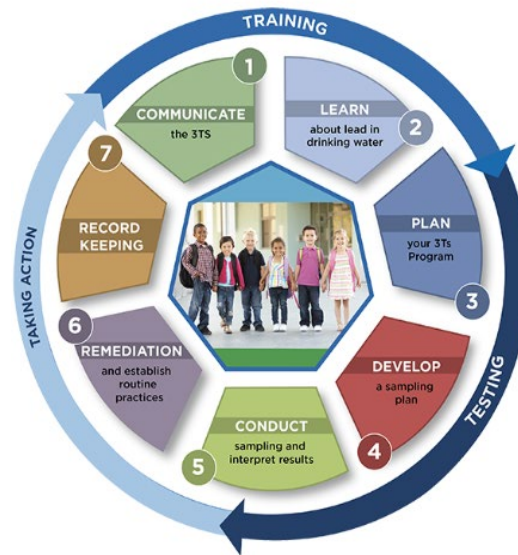 TRAINING
1
COMMUNICATE
the 3TS
2
LEARN
about lead in
drinking water
3
PLAN
your 3Ts
Program
TESTING
4
DEVELOP
a sampling
plan
5
CONDUCT
sampling and
interpret results
TAKING ACTION
6
REMEDIATION
and establish
routine
practices
7
RECORD
KEEPING